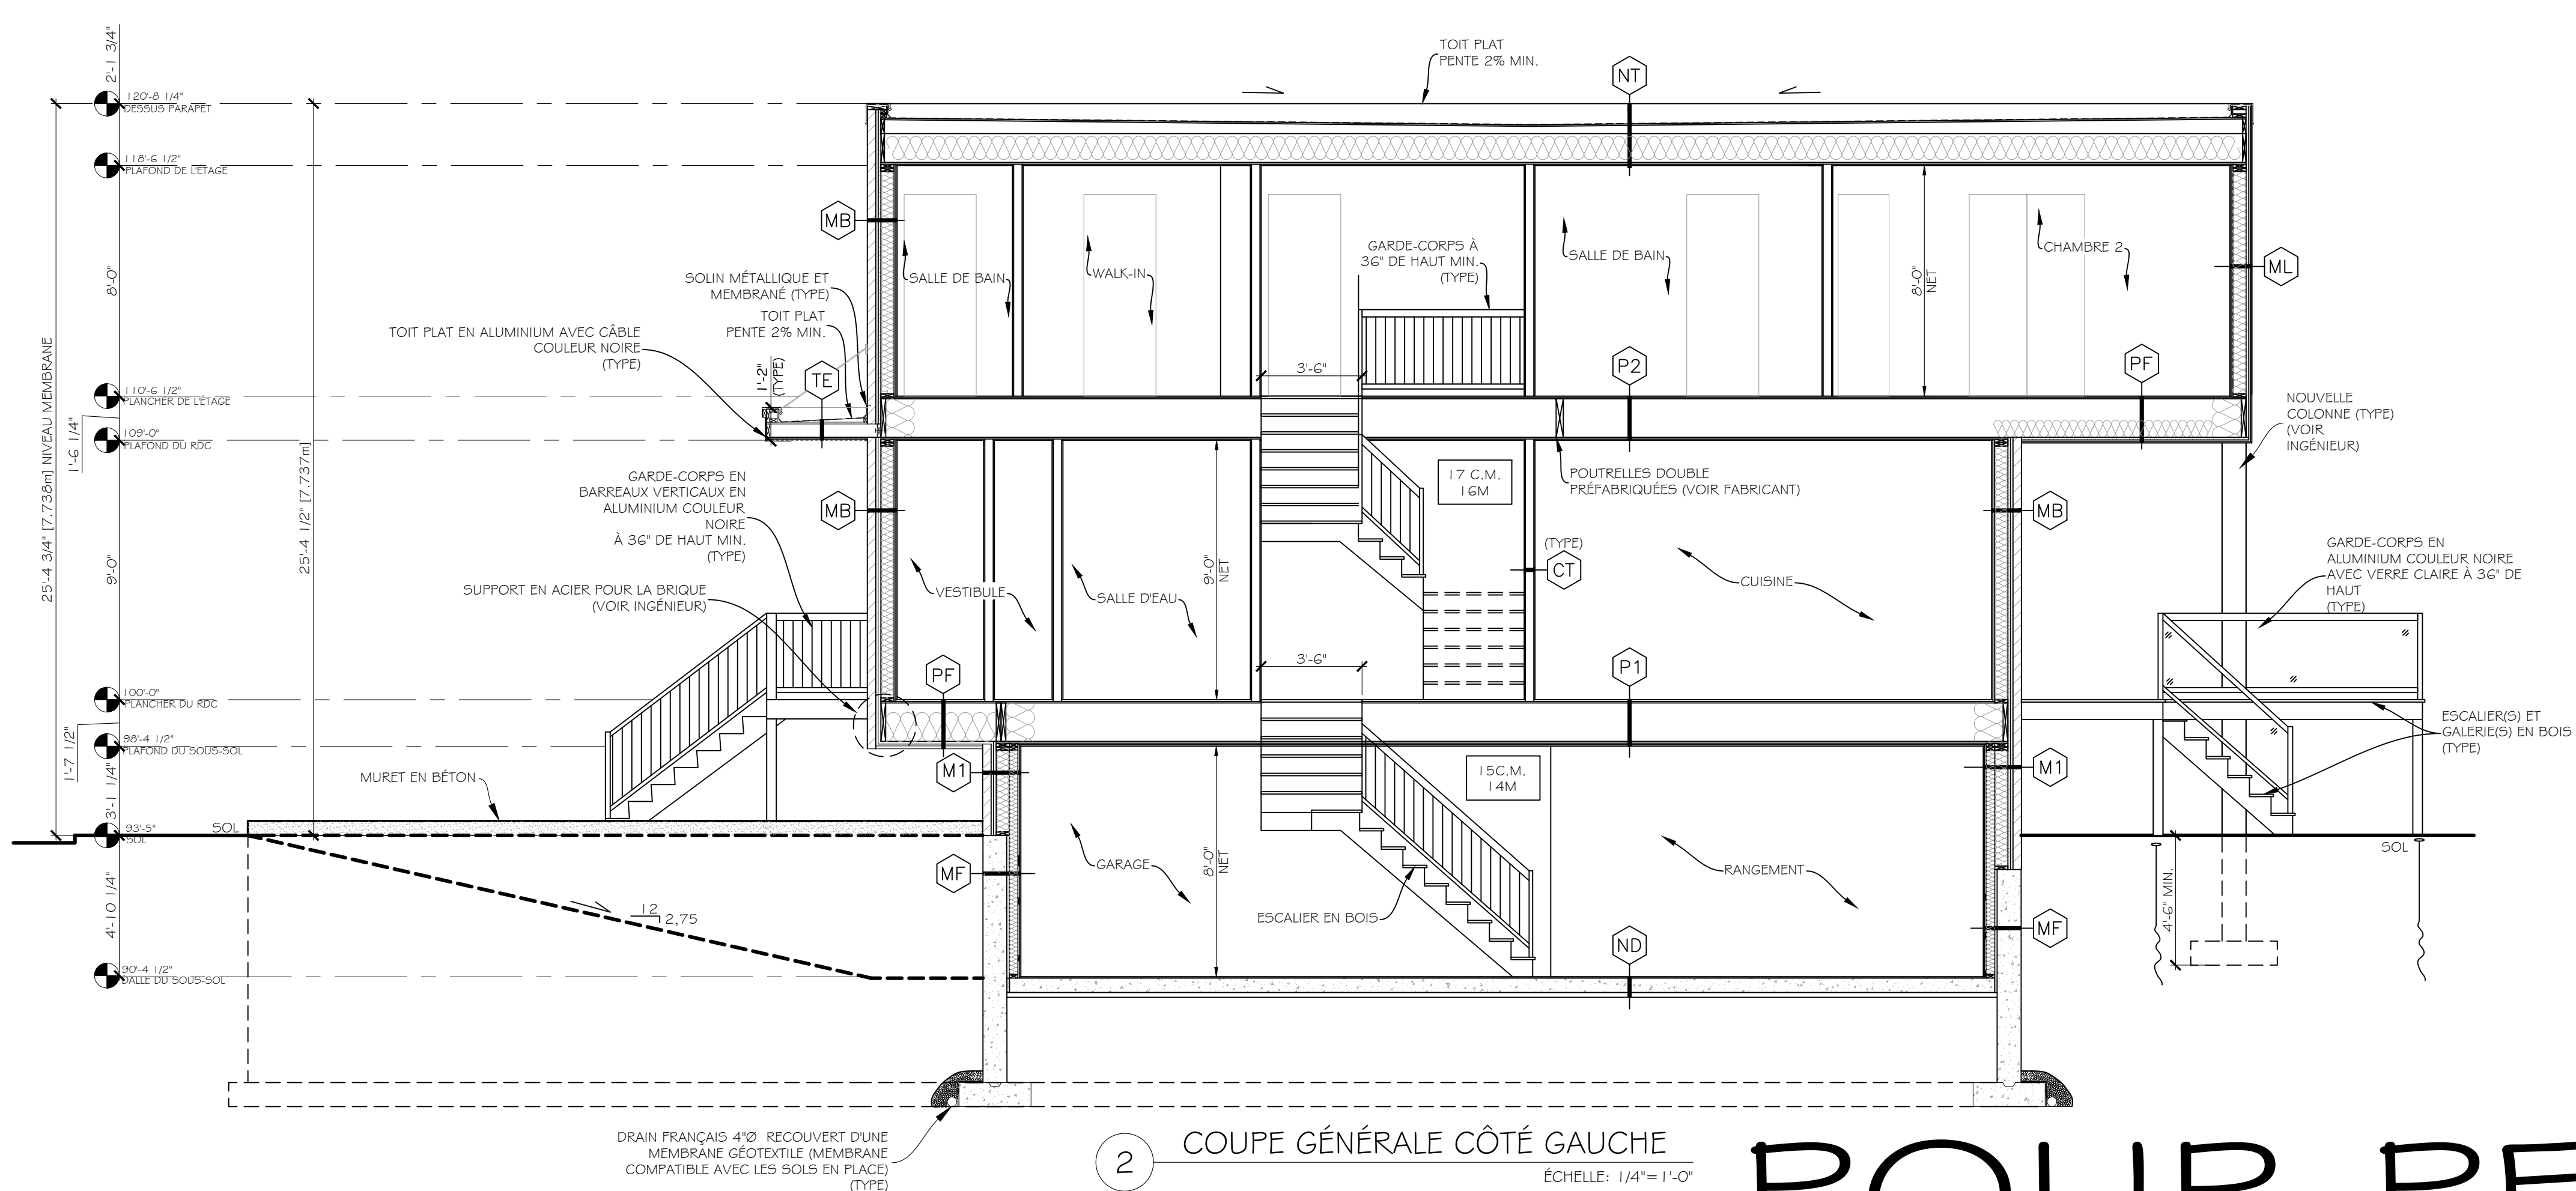 TOIT PLAT
PENTE 2% MIN.
NT
2'-1 3/4"
120'-8 1/4"
DESSUS PARAPET
118'-6 1/2"
PLAFOND DE L'ÉTAGE
8'-0"
110'-6 1/2"
PLANCHER DE L'ÉTAGE
1'-6 1/4"
109'-0"
PLAFOND DU RDC
9'-0"
100'-0"
PLANCHER DU RDC
1'-7 1/2"
98'-4 1/2"
PLAFOND DU SOUS-SOL
3'-1 1/4"
93'-5"
SOL
4'-10 1/4"
90'-4 1/2"
DALLE DU SOUS-SOL
25'-4 3/4" [7.738m] NIVEAU MEMBRANE
25'-4 1/2" [7.737m]
MB
SOLIN MÉTALLIQUE ET
MEMBRANÉ (TYPE)
TOIT PLAT
PENTE 2% MIN.
TOIT PLAT EN ALUMINIUM AVEC CÂBLE
COULEUR NOIRE
(TYPE)
1'-2"
(TYPE)
TE
SALLE DE BAIN
WALK-IN
GARDE-CORPS À
36" DE HAUT MIN.
(TYPE)
SALLE DE BAIN
8'-0"
NET
CHAMBRE 2
ML
3'-6"
P2
PF
NOUVELLE
COLONNE (TYPE)
(VOIR
INGÉNIEUR)
GARDE-CORPS EN
BARREAUX VERTICAUX EN
ALUMINIUM COULEUR
NOIRE
À 36" DE HAUT MIN.
(TYPE)
MB
17 C.M.
16M
POUTRELLES DOUBLE
PRÉFABRIQUÉES (VOIR FABRICANT)
MB
SUPPORT EN ACIER POUR LA BRIQUE
(VOIR INGÉNIEUR)
VESTIBULE
SALLE D'EAU
9'-0"
NET
(TYPE)
CT
CUISINE
GARDE-CORPS EN
ALUMINIUM COULEUR NOIRE
AVEC VERRE CLAIRE À 36" DE
HAUT
(TYPE)
PF
3'-6"
P1
ESCALIER(S) ET
GALERIE(S) EN BOIS
(TYPE)
MURET EN BÉTON
M1
15C.M.
14M
M1
SOL
SOL
MF
GARAGE
8'-0"
NET
ESCALIER EN BOIS
RANGEMENT
ND
MF
4'-6" MIN.
12
2,75
DRAIN FRANÇAIS 4"Ø RECOUVERT D'UNE
MEMBRANE GÉOTEXTILE (MEMBRANE
COMPATIBLE AVEC LES SOLS EN PLACE)
(TYPE)
2
COUPE GÉNÉRALE CÔTÉ GAUCHE
ÉCHELLE: 1/4"=1'-0"
POUR